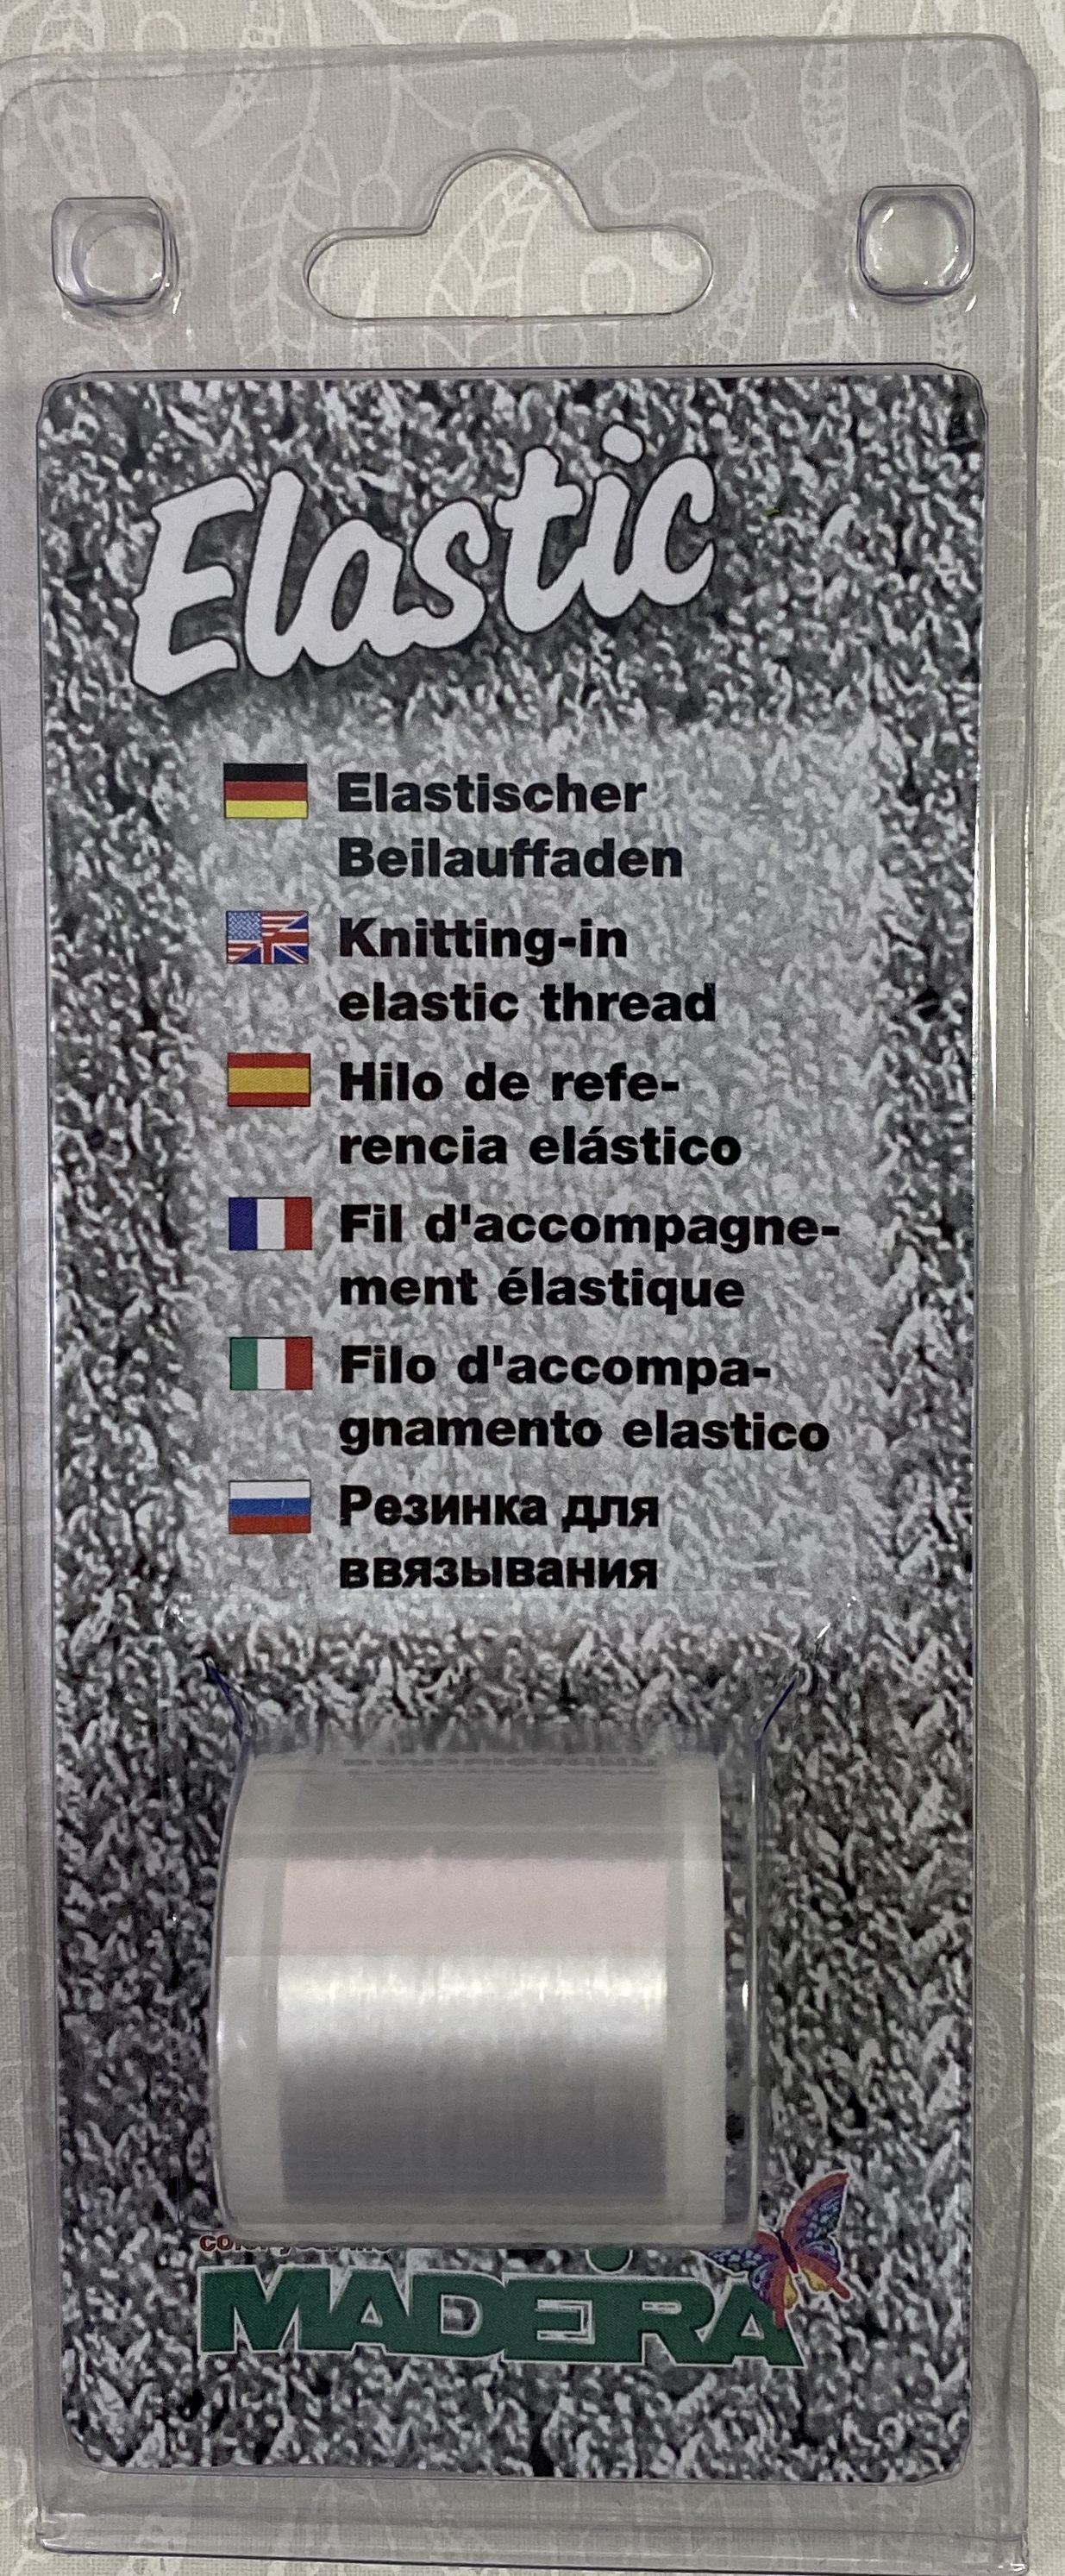 Elastic
Elastischer
Beilauffaden
Knitting-in
elastic thread
Hilo de refe-
rencia elástico
Fil d'accompagne-
ment élastique
Filo d'accompa-
gnamento elastico
Резинка для
ввязывания
MADEIRA